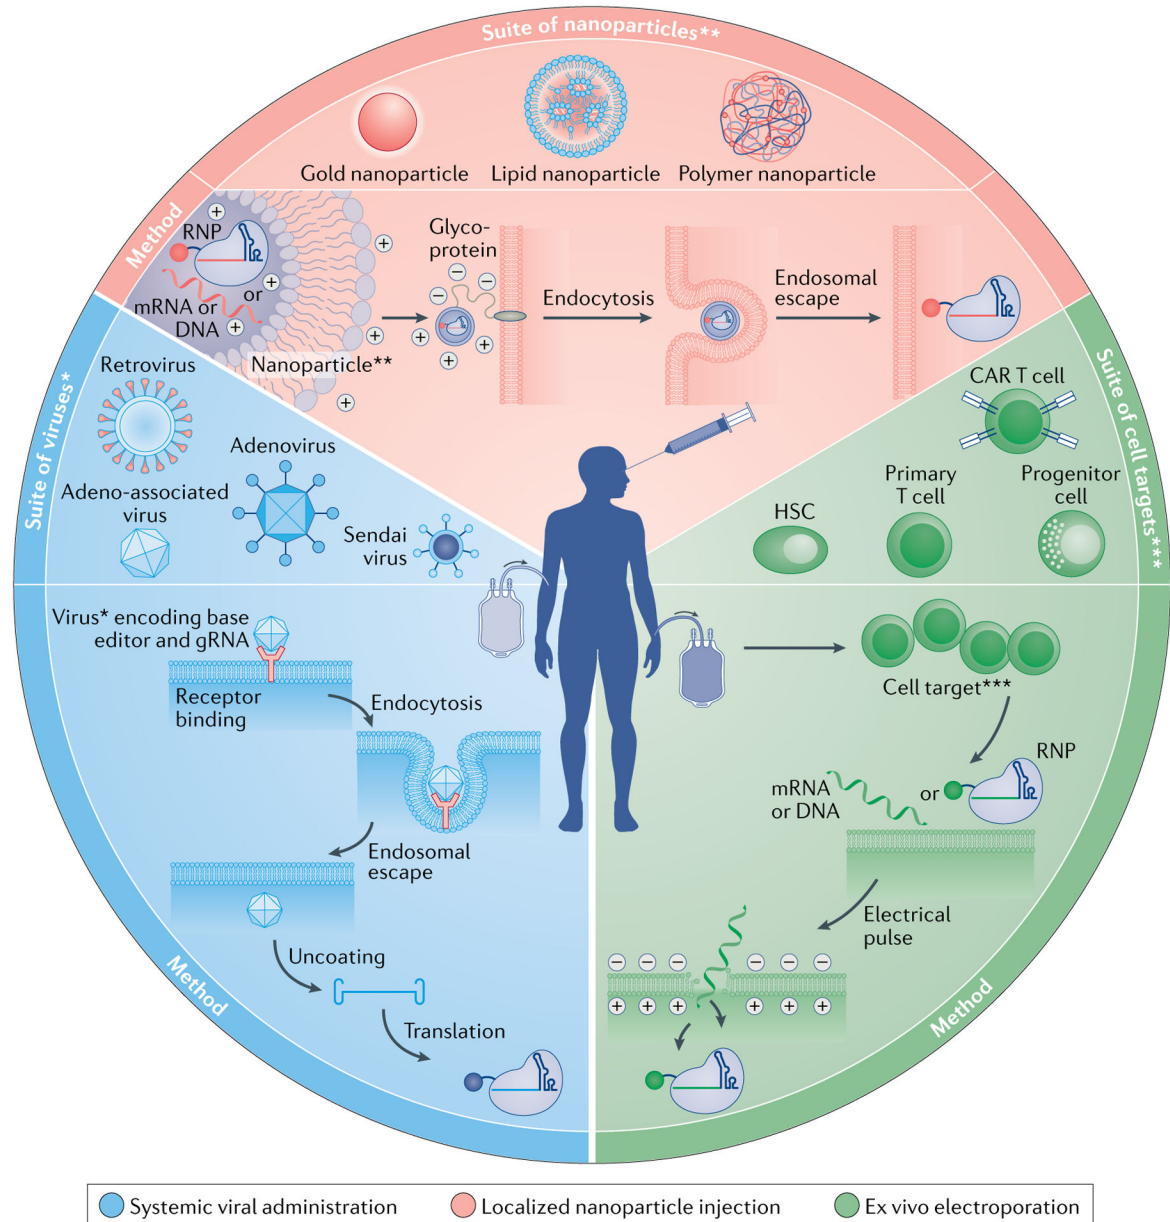 Suite of nanoparticles**
Gold nanoparticle
Lipid nanoparticle
Polymer nanoparticle
Method
RNP
or
mRNA or
DNA
Nanoparticle**
Glyco-
protein
Endocytosis
Endosomal
escape
Suite of viruses*
Retrovirus
Adenovirus
Adeno-associated
virus
Sendai
virus
Suite of cell targets***
CAR T cell
Primary
T cell
Progenitor
cell
HSC
Virus* encoding base
editor and gRNA
Receptor
binding
Endocytosis
Endosomal
escape
Uncoating
Translation
Method
Cell target***
RNP
mRNA
or DNA
or
Electrical
pulse
Method
Systemic viral administration
Localized nanoparticle injection
Ex vivo electroporation